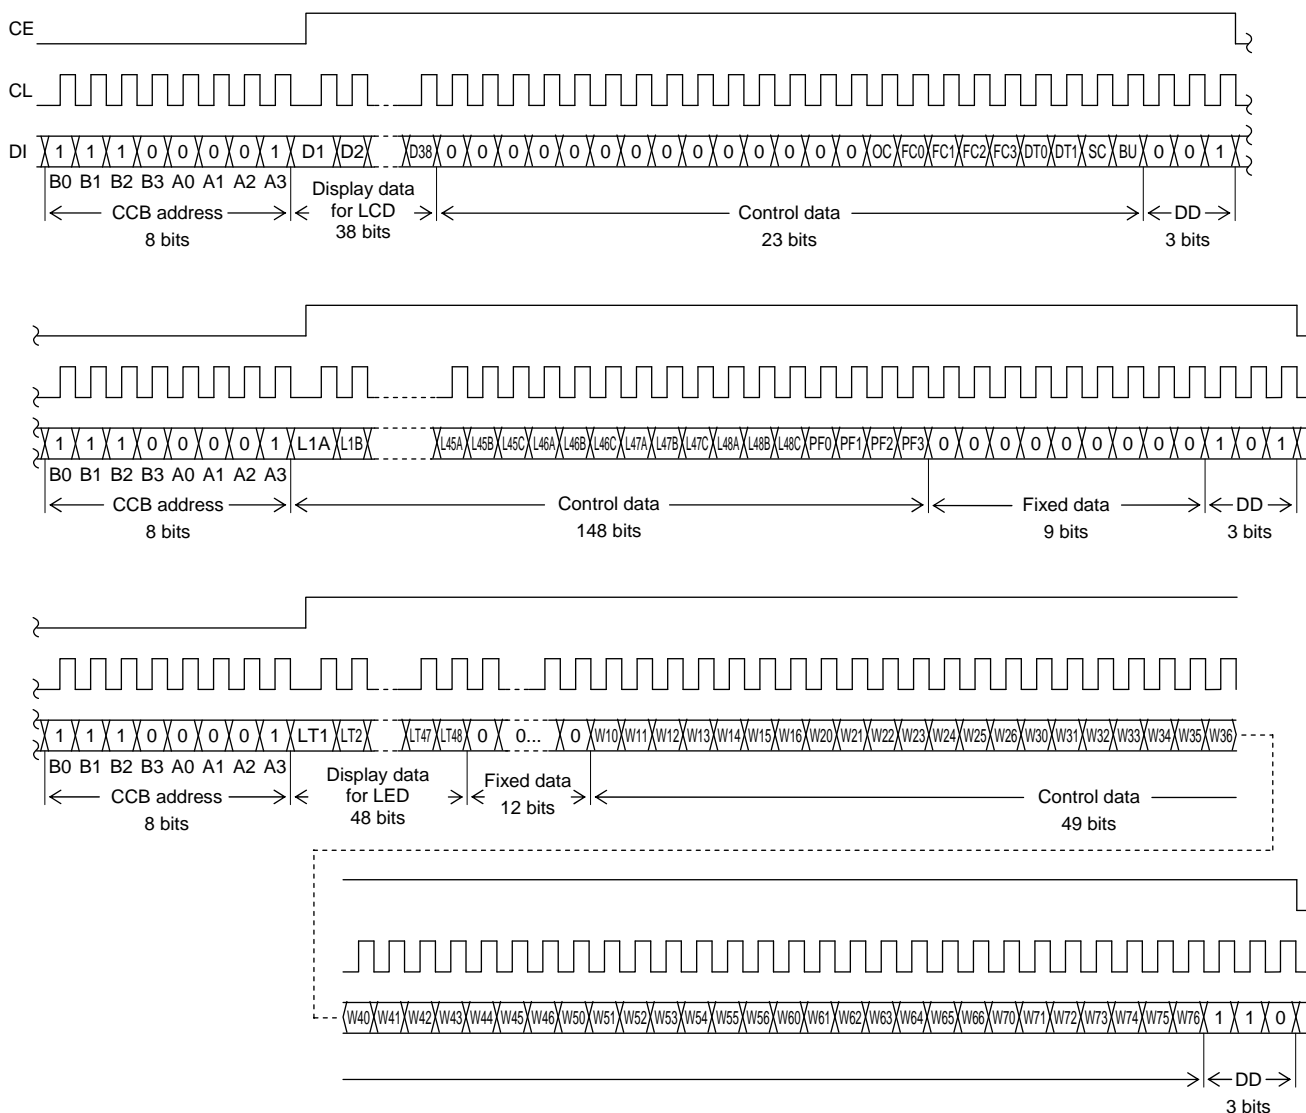 CE
CL
DI 1 1 1 0 0 0 0 1 D1 D2 D38 0 0 0 0 0 0 0 0 0 0 0 0 0 0 OC FC0 FC1 FC2 FC3 DT0 DT1 SC BU 0 0 1
B0 B1 B2 B3 A0 A1 A2 A3
CCB address
8 bits
Display data
for LCD
38 bits
Control data
23 bits
DD
3 bits
1 1 1 0 0 0 0 1 L1A L1B L45A L45B L45C L46A L46B L46C L47A L47B L47C L48A L48B L48C PF0 PF1 PF2 PF3 0 0 0 0 0 0 0 0 0 1 0 1
B0 B1 B2 B3 A0 A1 A2 A3
CCB address
8 bits
Control data
148 bits
Fixed data
9 bits
DD
3 bits
1 1 1 0 0 0 0 1 LT1 LT2 LT47 LT48 0 0... 0 W10 W11 W12 W13 W14 W15 W16 W20 W21 W22 W23 W24 W25 W26 W30 W31 W32 W33 W34 W35 W36
B0 B1 B2 B3 A0 A1 A2 A3
CCB address
8 bits
Display data
for LED
48 bits
Fixed data
12 bits
Control data
49 bits
W40 W41 W42 W43 W44 W45 W46 W50 W51 W52 W53 W54 W55 W56 W60 W61 W62 W63 W64 W65 W66 W70 W71 W72 W73 W74 W75 W76 1 1 0
DD
3 bits